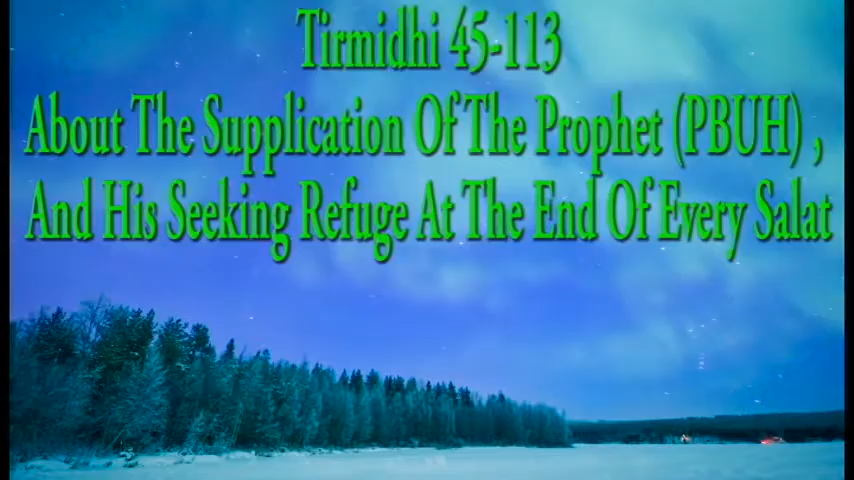 Tirmidhi 45-113
About The Supplication Of The Prophet (PBUH) ,
And His Seeking Refuge At The End Of Every Salat